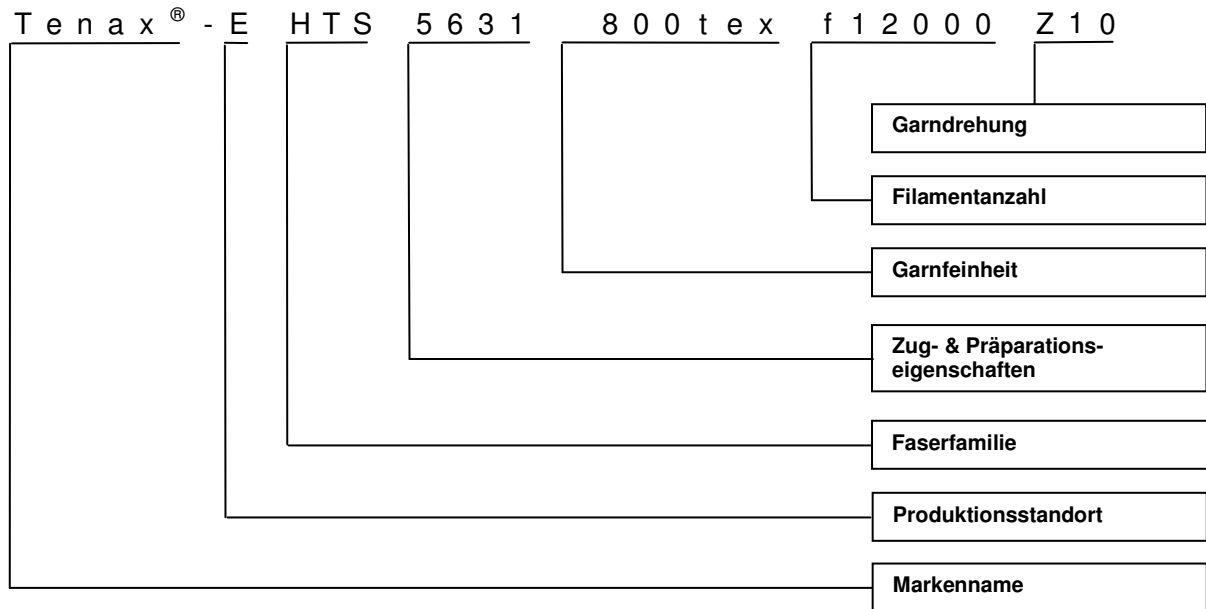 Tenax®-E HTS 5631 800tex f12000 Z10
Garndrehung
Filamentanzahl
Garnfeinheit
Zug- & Präparations-
eigenschaften
Faserfamilie
Produktionsstandort
Markenname